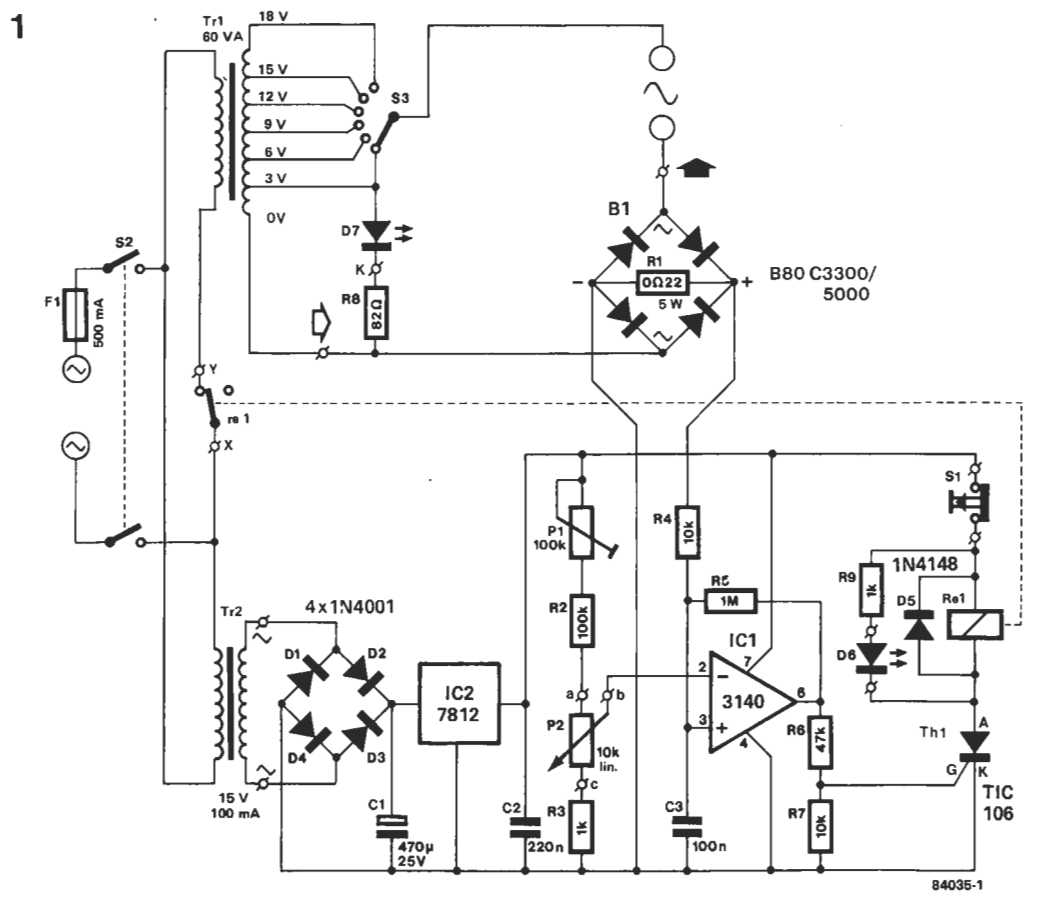 1
Tr1
60 VA
18 V
15 V
12 V
9 V
6 V
3 V
0V
S3
D7
K
R8
82Ω
S2
F1
500 mA
Y
re 1
X
B1
R1
0Ω22
5 W
−
+
B80 C3300/
5000
Tr2
15 V
100 mA
4x1N4001
D1
D2
D4
D3
IC2
7812
C1
470µ
25V
C2
220n
P1
100k
R2
100k
a
b
P2
10k
lin.
c
R3
1k
R4
10k
R5
1M
IC1
3140
2
−
3
+
7
4
6
C3
100n
R6
47k
R7
10k
S1
1N4148
R9
1k
D5
Re1
D6
Th1
A
G
K
TIC
106
84035-1